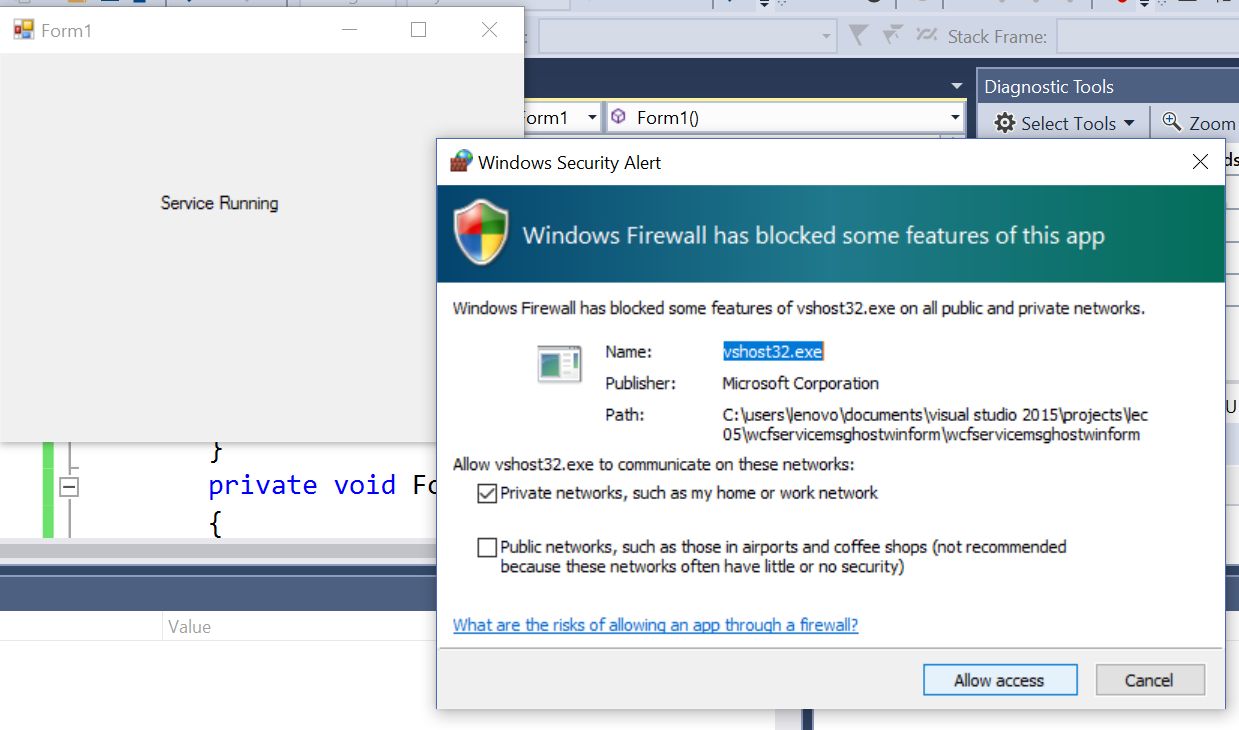 Form1
Stack Frame:
Diagnostic Tools
Form1()
Select Tools
Zoom
Windows Security Alert
Windows Firewall has blocked some features of this app
Service Running
Windows Firewall has blocked some features of vshost32.exe on all public and private networks.
Name: vshost32.exe
Publisher: Microsoft Corporation
Path: C:\users\lenovo\documents\visual studio 2015\projects\lec
05\wcfservicemsghostwinform\wcfservicemsghostwinform
Allow vshost32.exe to communicate on these networks:
Private networks, such as my home or work network
Public networks, such as those in airports and coffee shops (not recommended
because these networks often have little or no security)
What are the risks of allowing an app through a firewall?
Allow access
Cancel
}
private void
{
Value